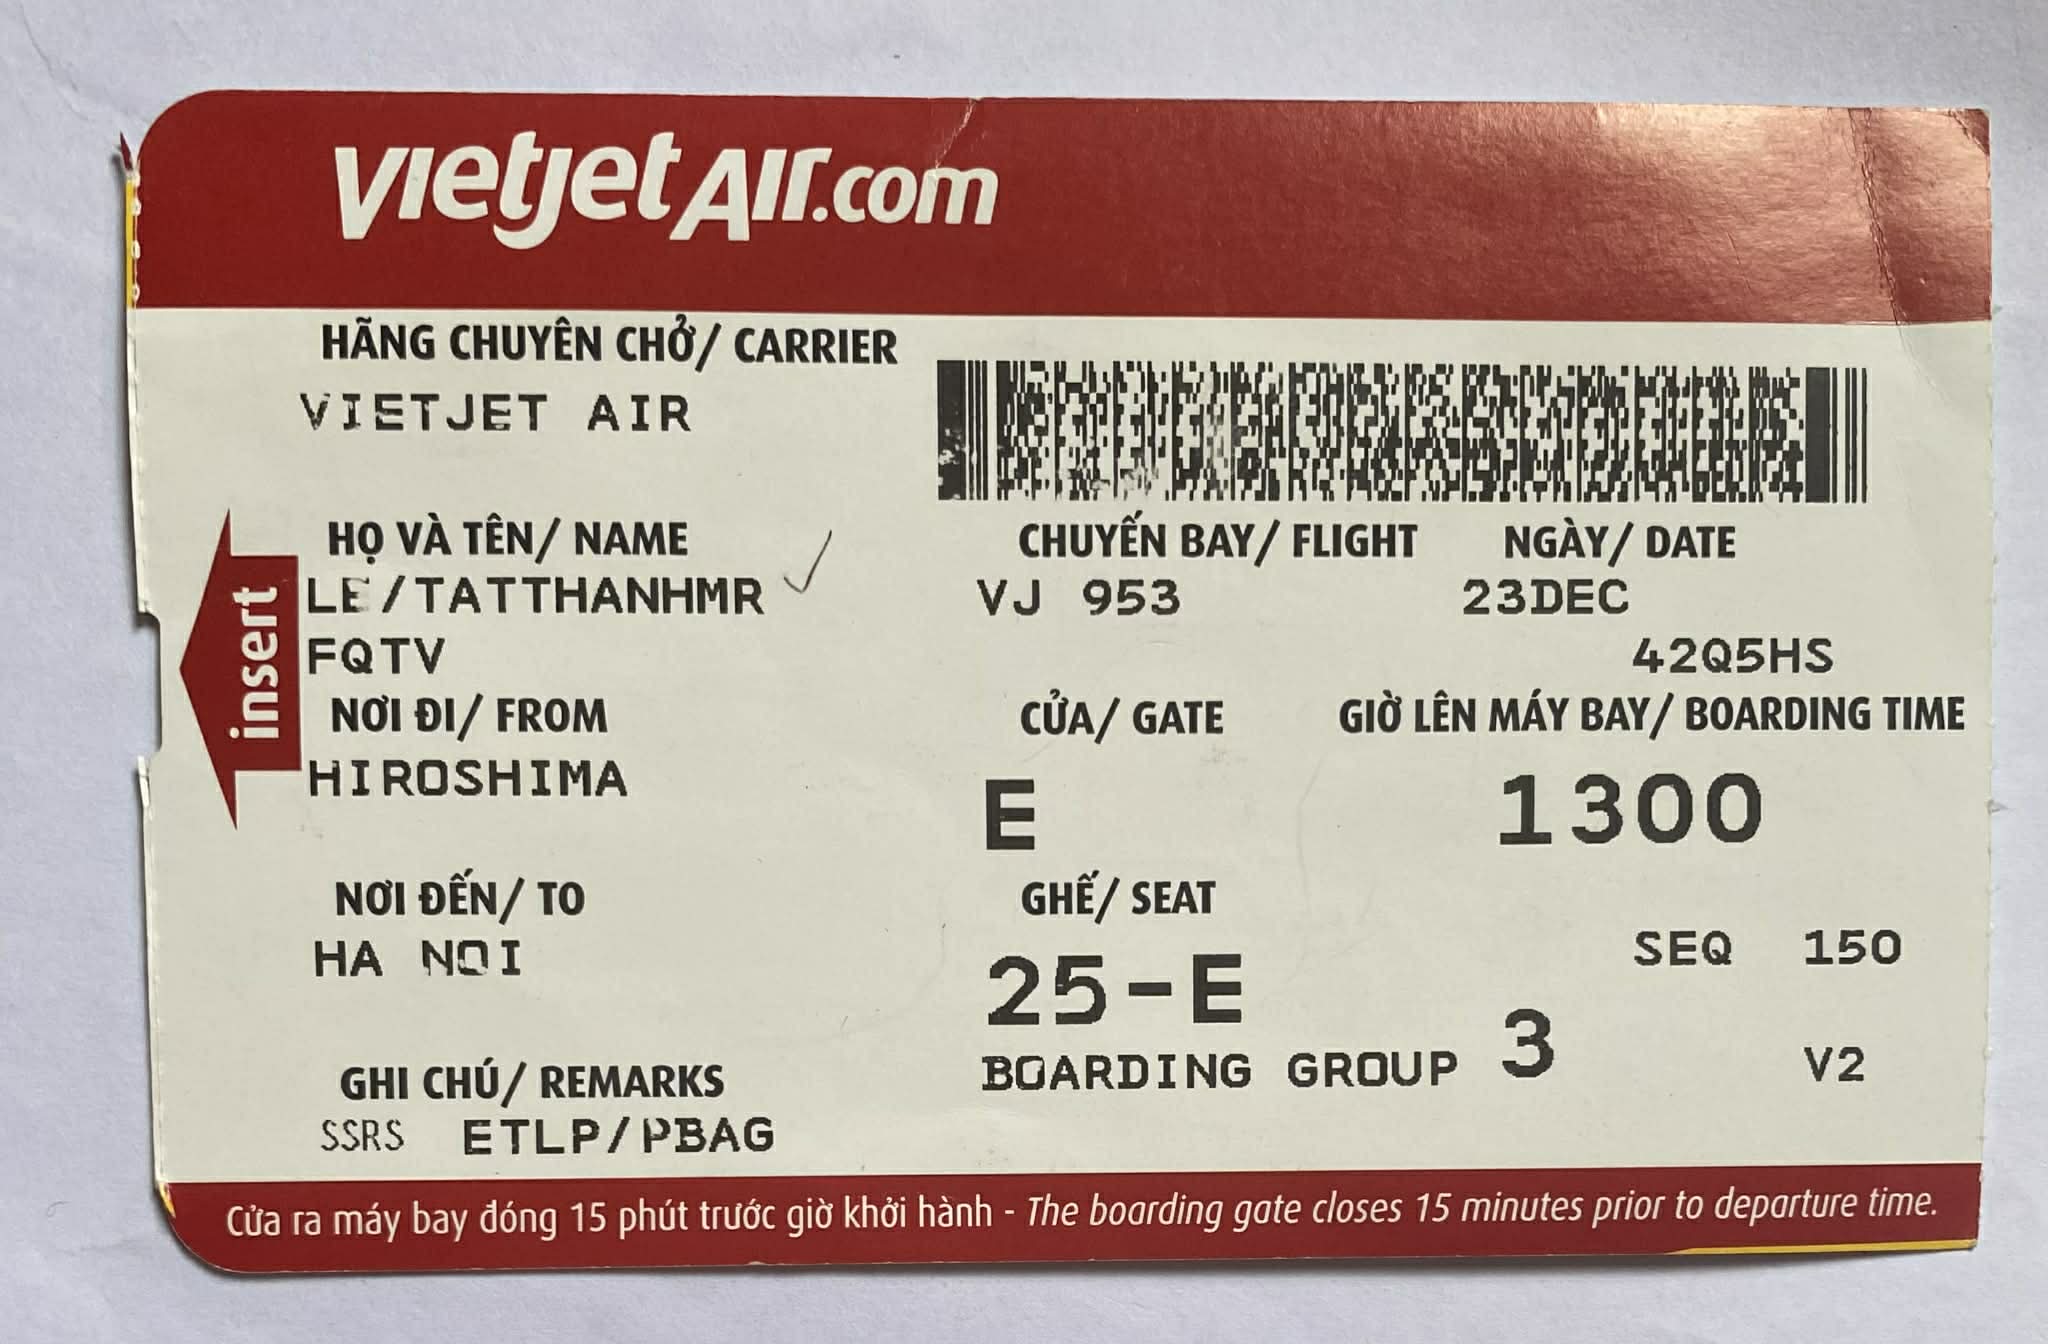 vietjetAir.com
HÃNG CHUYÊN CHỞ/ CARRIER
VIETJET AIR
HỌ VÀ TÊN/ NAME
LE/TATTHANHMR
FQTV
CHUYẾN BAY/ FLIGHT
VJ 953
NGÀY/ DATE
23DEC
42Q5HS
insert
NƠI ĐI/ FROM
HIROSHIMA
CỬA/ GATE
E
GIỜ LÊN MÁY BAY/ BOARDING TIME
1300
NƠI ĐẾN/ TO
HA NOI
GHẾ/ SEAT
25-E
SEQ 150
BOARDING GROUP 3
V2
GHI CHÚ/ REMARKS
SSRS ETLP/PBAG
Cửa ra máy bay đóng 15 phút trước giờ khởi hành - The boarding gate closes 15 minutes prior to departure time.